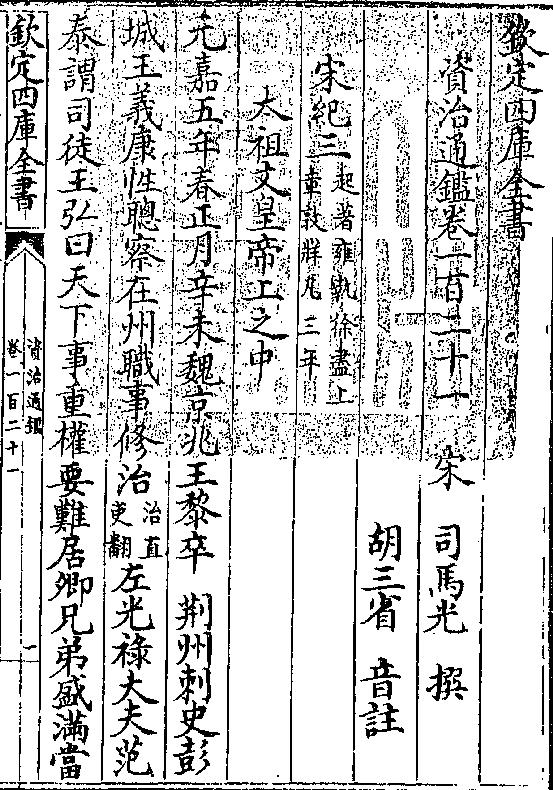 欽定四庫全書
資治通鑑卷一百二十一　宋　司馬光　撰
胡三省　音註
宋紀三起著雍執徐盡上章敦牂凡三年
太祖文皇帝上之中
元嘉五年春正月辛未魏京兆王黎卒　荆州刺史彭
城王義康性聰察在州職事修治治直吏翻左光祿大夫范
泰謂司徒王弘曰天下事重權要難居卿兄弟盛滿當
欽定四庫全書
資治通鑑
卷一百二十一
一